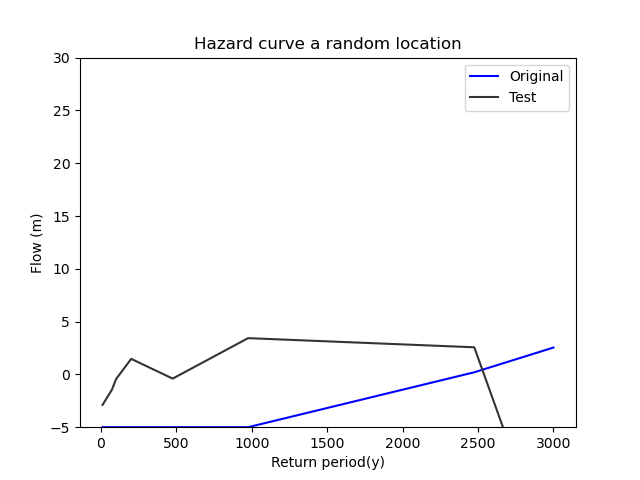 Hazard curve a random location
Original
Test
30
25
20
15
10
5
0
−5
Flow (m)
0 500 1000 1500 2000 2500 3000
Return period(y)